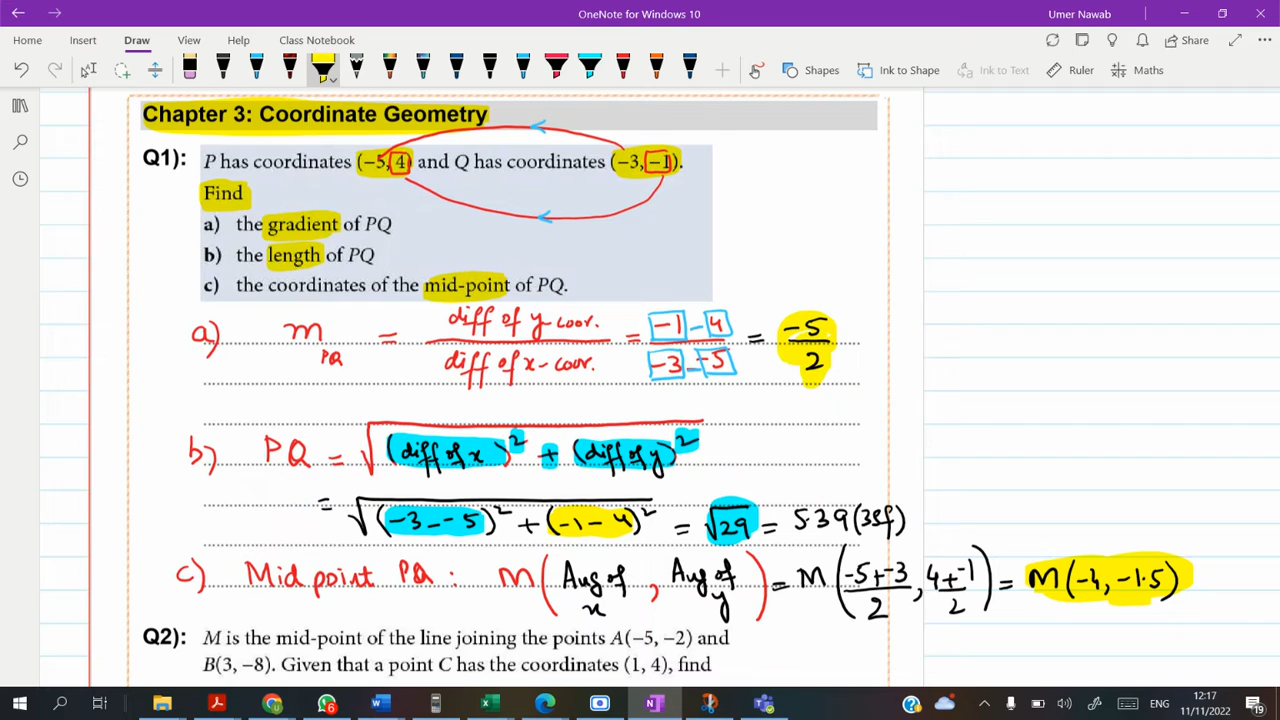 OneNote for Windows 10
Umer Nawab
Home Insert Draw View Help Class Notebook Share
Shapes Ink to Shape Ink to Text Ruler Maths
Chapter 3: Coordinate Geometry
Q1): P has coordinates (−5, 4) and Q has coordinates (−3, −1).
Find
a) the gradient of PQ
b) the length of PQ
c) the coordinates of the mid-point of PQ.
a) m PQ = diff of y-coor. / diff of x-coor. = −1 − 4 / −3 − −5 = −5/2
b) PQ = √(diff of x)² + (diff of y)²
= √(−3 − −5)² + (−1 − 4)² = √29 = 5.39 (3sf)
c) Mid point PQ : M(Avg of x, Avg of y) = M(−5+−3/2, 4+−1/2) = M(−4, −1.5)
Q2): M is the mid-point of the line joining the points A(−5, −2) and
B(3, −8). Given that a point C has the coordinates (1, 4), find
6
ENG
12:17
11/11/2022
19